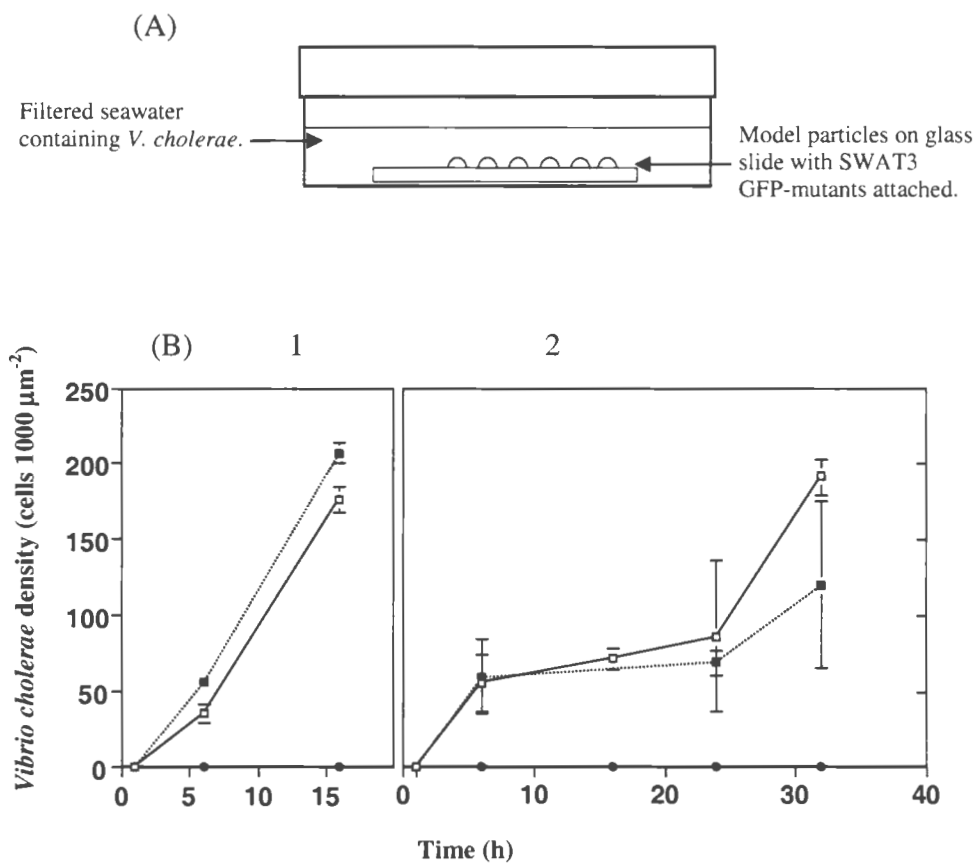 (A)
Filtered seawater
containing V. cholerae.
Model particles on glass
slide with SWAT3
GFP-mutants attached.
(B) 1 2
Vibrio cholerae density (cells 1000 µm⁻²)
250
200
150
100
50
0
0 5 10 15 0 10 20 30 40
Time (h)